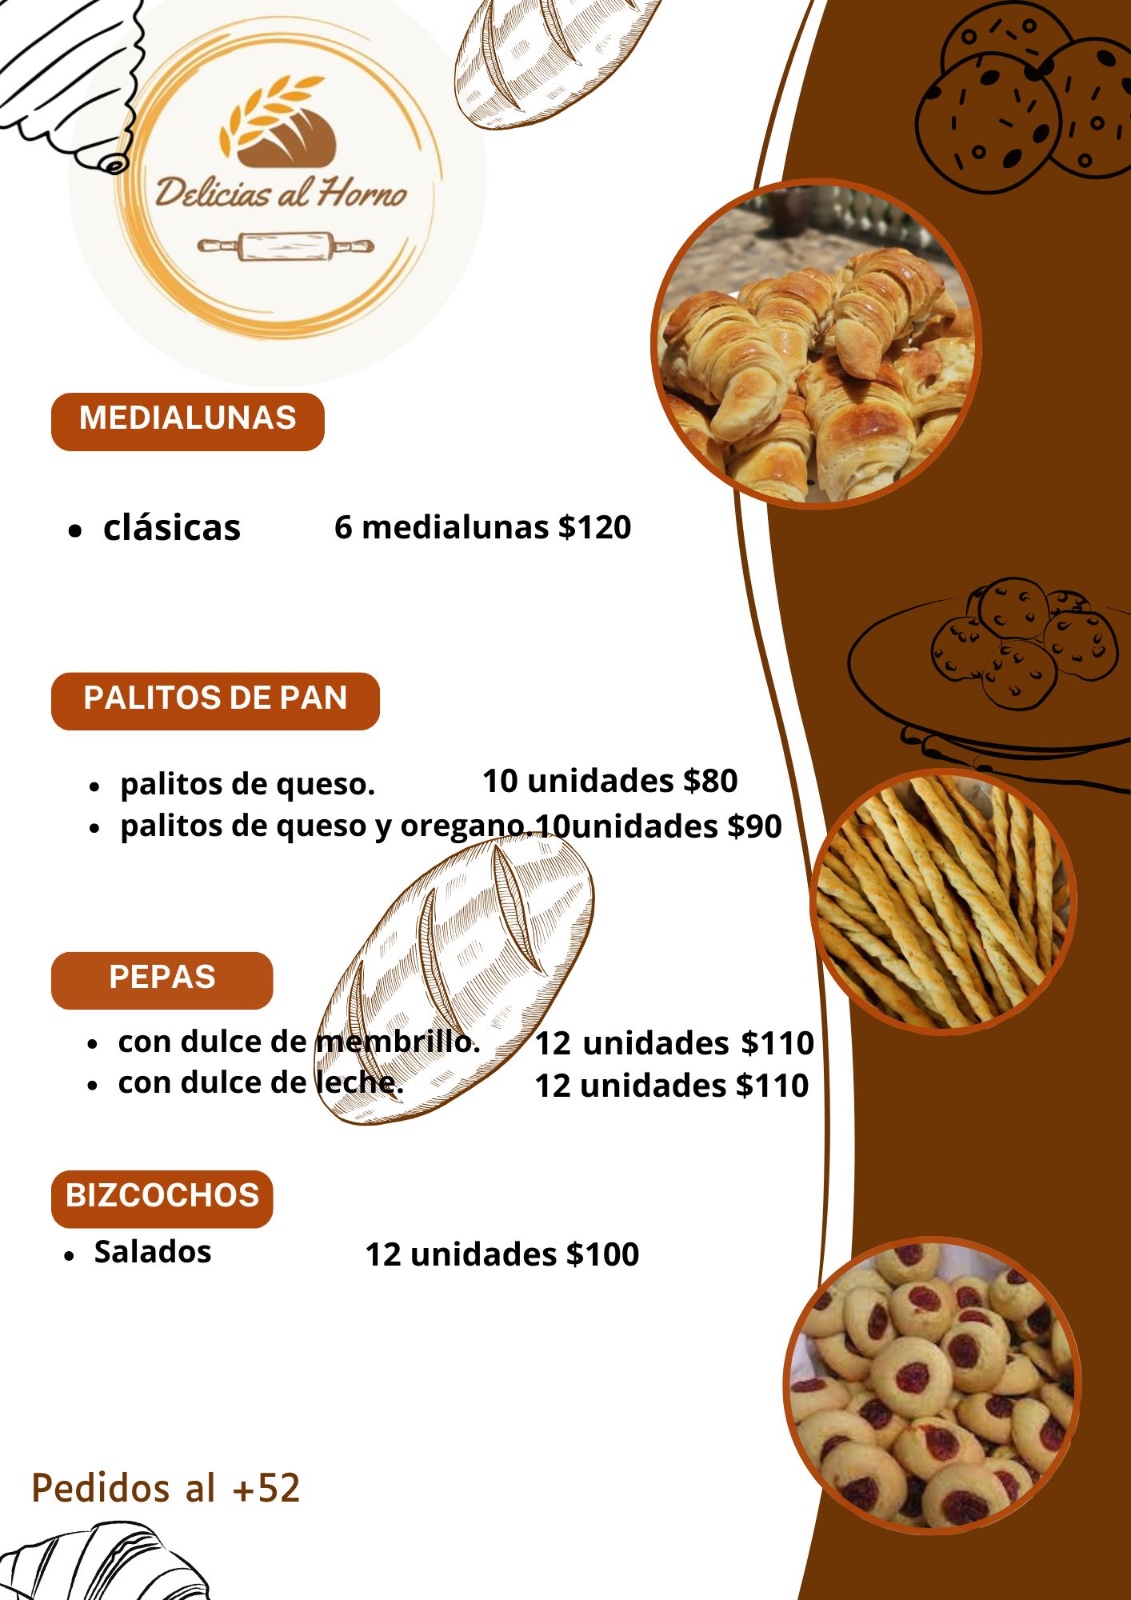 Delicias al Horno
MEDIALUNAS
• clásicas 6 medialunas $120
PALITOS DE PAN
• palitos de queso. 10 unidades $80
• palitos de queso y oregano. 10unidades $90
PEPAS
• con dulce de membrillo. 12 unidades $110
• con dulce de leche. 12 unidades $110
BIZCOCHOS
• Salados 12 unidades $100
Pedidos al +52